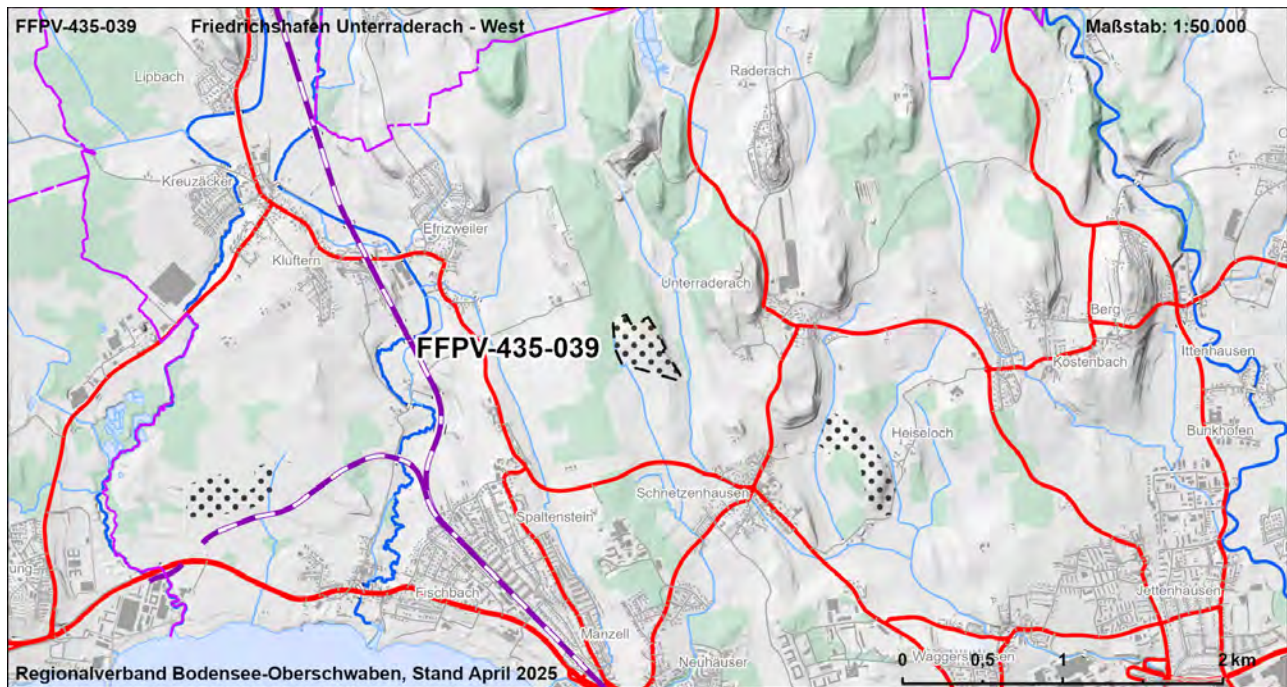 FFPV-435-039 Friedrichshafen Unterraderach - West Maßstab: 1:50.000
Lipbach
Raderach
Kreuzäcker
Efrizweiler
Kluftern
Unterraderach
Berg
FFPV-435-039
Ittenhausen
Kostenbach
Bunkhofen
Heiseloch
Schnetzenhausen
Spaltenstein
Fischbach
Jettenhausen
Manzell
Neuhäuser
0 0,5 1 2 km
Regionalverband Bodensee-Oberschwaben, Stand April 2025